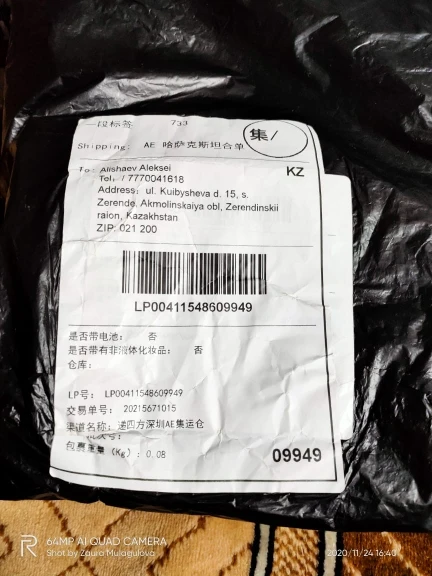 一段标签 733
Shipping: AE 哈萨克斯坦合单 集/
To: Alishaev Aleksei KZ
Tel: / 7770041618
Address: ul. Kuibysheva d. 15, s.
Zerende, Akmolinskaiya obl, Zerendinskii
raion, Kazakhstan
ZIP: 021 200
LP00411548609949
是否带电池: 否
是否带有非液体化妆品: 否
仓库:
LP号: LP00411548609949
交易单号: 20215671015
渠道名称: 递四方深圳AE集运仓
包裹重量 (Kg): 0.08
09949
64MP AI QUAD CAMERA
Shot by Zaura Mulagulova
2020/11/24 16:40